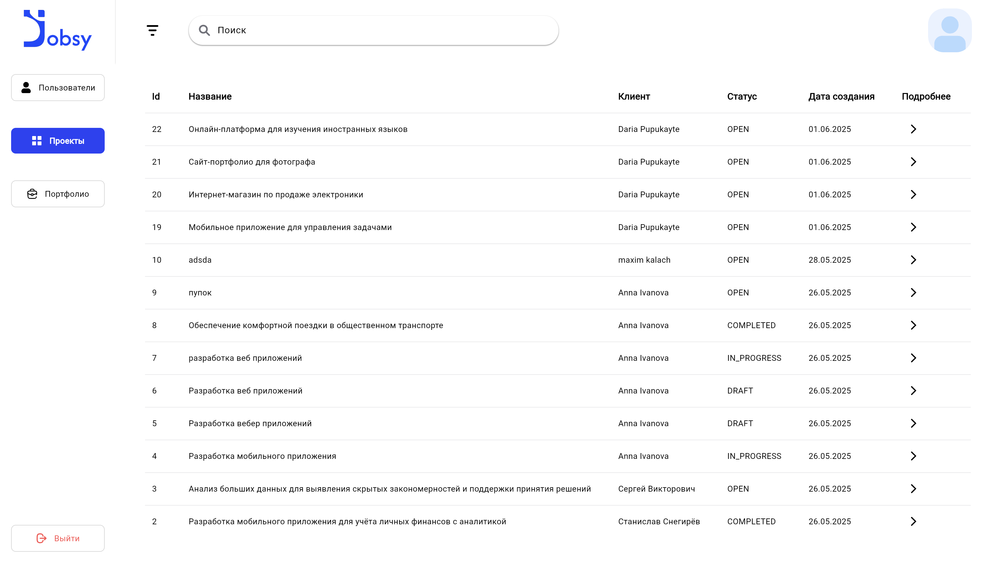 Jobsy
Поиск
Пользователи
Проекты
Портфолио
Выйти
Id Название Клиент Статус Дата создания Подробнее
22 Онлайн-платформа для изучения иностранных языков Daria Pupukayte OPEN 01.06.2025
21 Сайт-портфолио для фотографа Daria Pupukayte OPEN 01.06.2025
20 Интернет-магазин по продаже электроники Daria Pupukayte OPEN 01.06.2025
19 Мобильное приложение для управления задачами Daria Pupukayte OPEN 01.06.2025
10 adsda maxim kalach OPEN 28.05.2025
9 пупок Anna Ivanova OPEN 26.05.2025
8 Обеспечение комфортной поездки в общественном транспорте Anna Ivanova COMPLETED 26.05.2025
7 разработка веб приложений Anna Ivanova IN_PROGRESS 26.05.2025
6 Разработка веб приложений Anna Ivanova DRAFT 26.05.2025
5 Разработка вебер приложений Anna Ivanova DRAFT 26.05.2025
4 Разработка мобильного приложения Anna Ivanova IN_PROGRESS 26.05.2025
3 Анализ больших данных для выявления скрытых закономерностей и поддержки принятия решений Сергей Викторович OPEN 26.05.2025
2 Разработка мобильного приложения для учёта личных финансов с аналитикой Станислав Снегирёв COMPLETED 26.05.2025